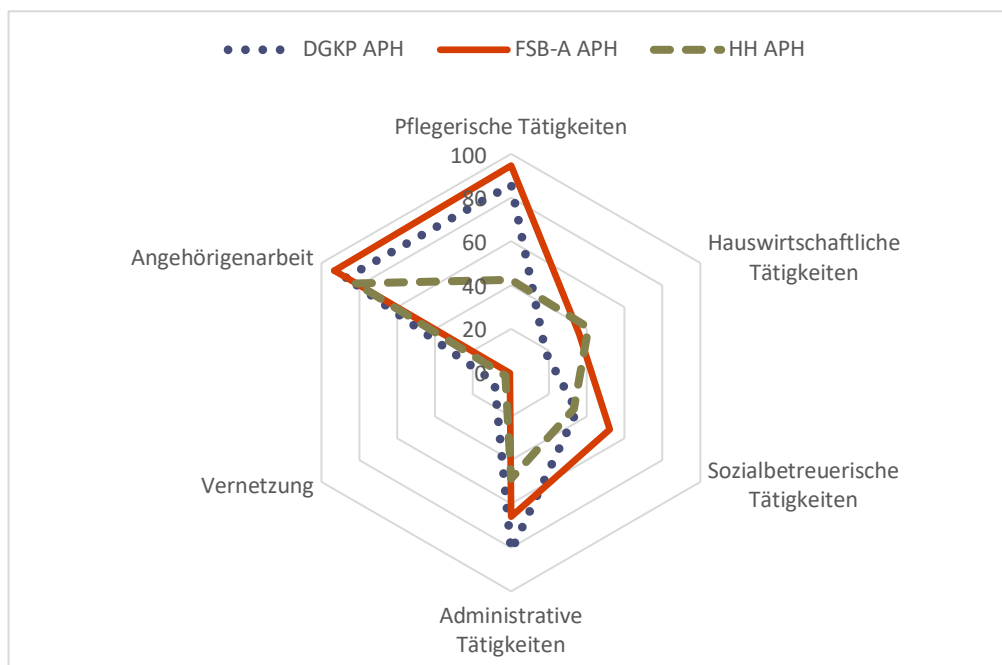 DGKP APH FSB-A APH HH APH
Pflegerische Tätigkeiten
100
80
60
40
20
0
Hauswirtschaftliche
Tätigkeiten
Sozialbetreuerische
Tätigkeiten
Administrative
Tätigkeiten
Vernetzung
Angehörigenarbeit